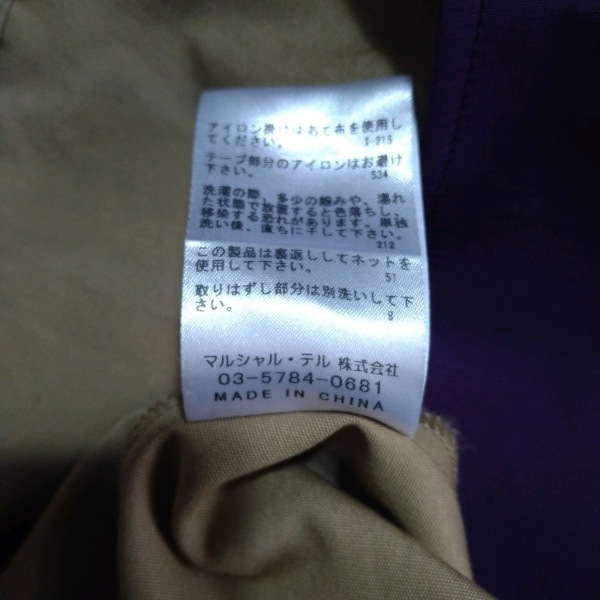 アイロン掛けはあて布を使用し
てください。
X-215
テープ部分のアイロンはお避け
下さい。
S34
洗濯の際、多少の縮みや、濡れ
た状態で放置すると色落ちし、
移染する恐れがあります。単独
洗い後、直ちに干して下さい。
212
この製品は裏返ししてネットを
使用して下さい。
51
取りはずし部分は別洗いして下
さい。
8
マルシャル・テル 株式会社
03-5784-0681
MADE IN CHINA